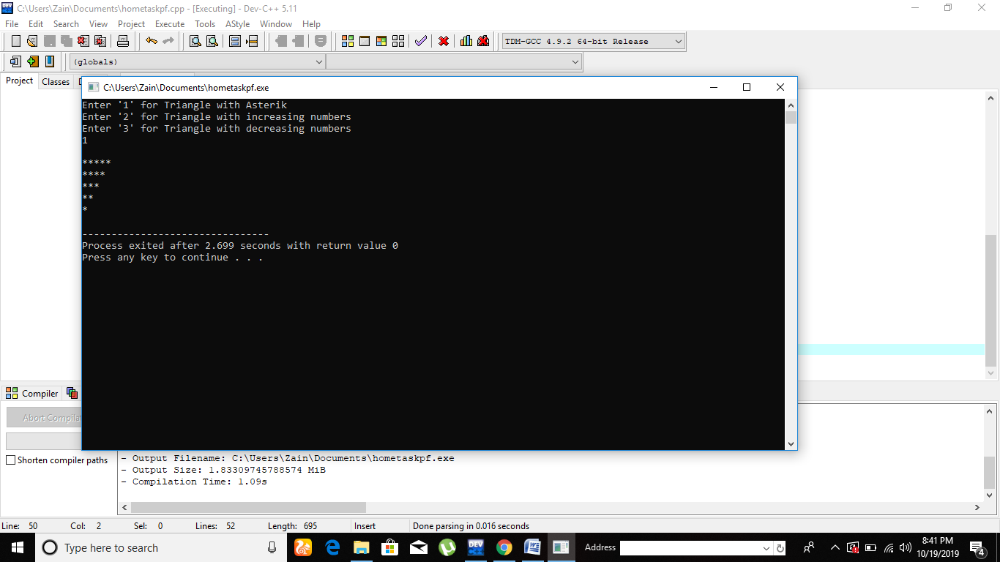 C:\Users\Zain\Documents\hometaskpf.cpp - [Executing] - Dev-C++ 5.11
File Edit Search View Project Execute Tools AStyle Window Help
TDM-GCC 4.9.2 64-bit Release
(globals)
Project Classes
C:\Users\Zain\Documents\hometaskpf.exe
Enter '1' for Triangle with Asterik
Enter '2' for Triangle with increasing numbers
Enter '3' for Triangle with decreasing numbers
1
*****
****
***
**
*
--------------------------------
Process exited after 2.699 seconds with return value 0
Press any key to continue . . .
Compiler
Abort
Shorten compiler paths
- Output Filename: C:\Users\Zain\Documents\hometaskpf.exe
- Output Size: 1.83309745788574 MiB
- Compilation Time: 1.09s
Line: 50 Col: 2 Sel: 0 Lines: 52 Length: 695 Insert Done parsing in 0.016 seconds
Type here to search
DEV
Address
8:41 PM
10/19/2019
4